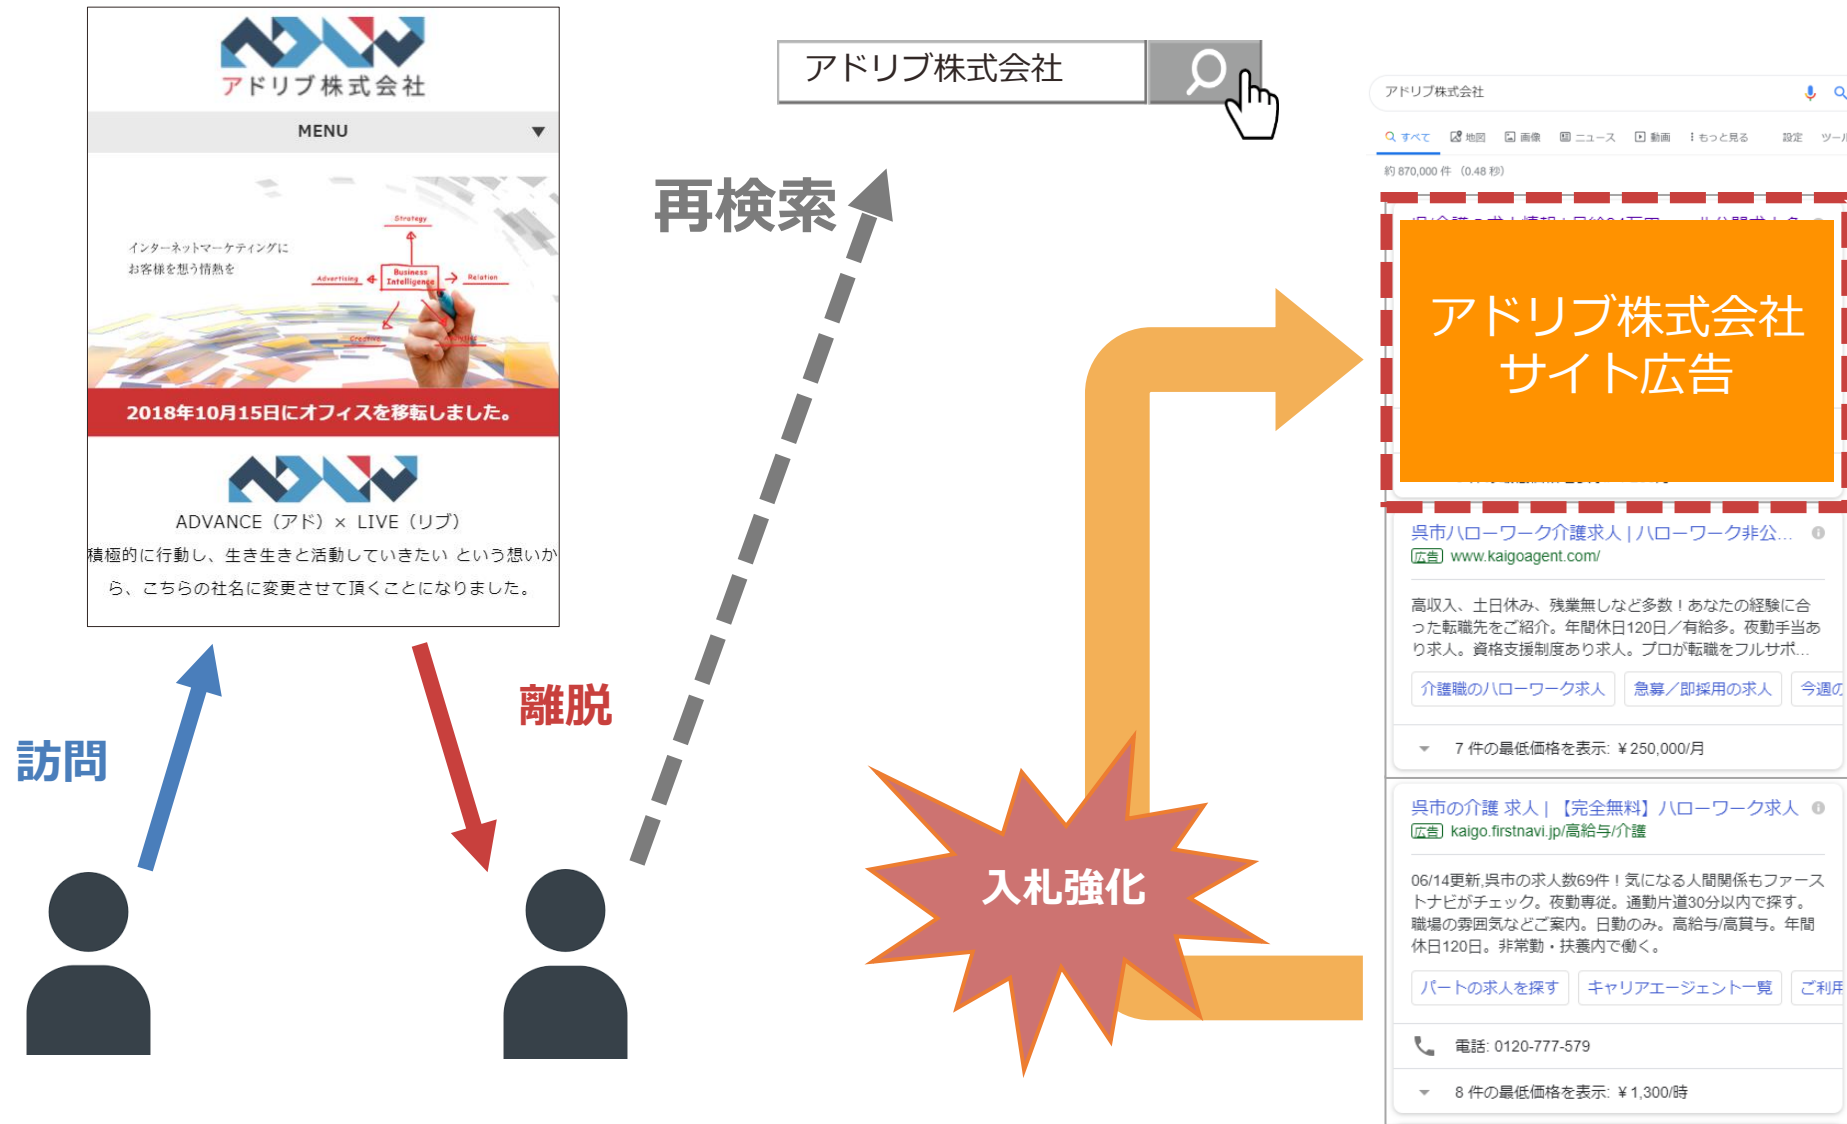 アドリブ株式会社
MENU
インターネットマーケティングに
お客様を想う情熱を
Strategy
Advertising
Business
Intelligence
Relation
Creative
2018年10月15日にオフィスを移転しました。
ADVANCE（アド）× LIVE（リブ）
積極的に行動し、生き生きと活動していきたい という想いか
ら、こちらの社名に変更させて頂くことになりました。
訪問
離脱
再検索
アドリブ株式会社
入札強化
アドリブ株式会社
すべて 地図 画像 ニュース 動画 もっと見る 設定 ツール
約 870,000 件 （0.48 秒）
アドリブ株式会社
サイト広告
呉市ハローワーク介護求人 | ハローワーク非公...
広告 www.kaigoagent.com/
高収入、土日休み、残業無しなど多数！あなたの経験に合
った転職先をご紹介。年間休日120日／有給多。夜勤手当あ
り求人。資格支援制度あり求人。プロが転職をフルサポ...
介護職のハローワーク求人 急募／即採用の求人 今週の
7 件の最低価格を表示: ¥250,000/月
呉市の介護 求人 | 【完全無料】ハローワーク求人
広告 kaigo.firstnavi.jp/高給与/介護
06/14更新,呉市の求人数69件！気になる人間関係もファース
トナビがチェック。夜勤専従。通勤片道30分以内で探す。
職場の雰囲気などご案内。日勤のみ。高給与/高賞与。年間
休日120日。非常勤・扶養内で働く。
パートの求人を探す キャリアエージェント一覧 ご利用
電話: 0120-777-579
8 件の最低価格を表示: ¥1,300/時